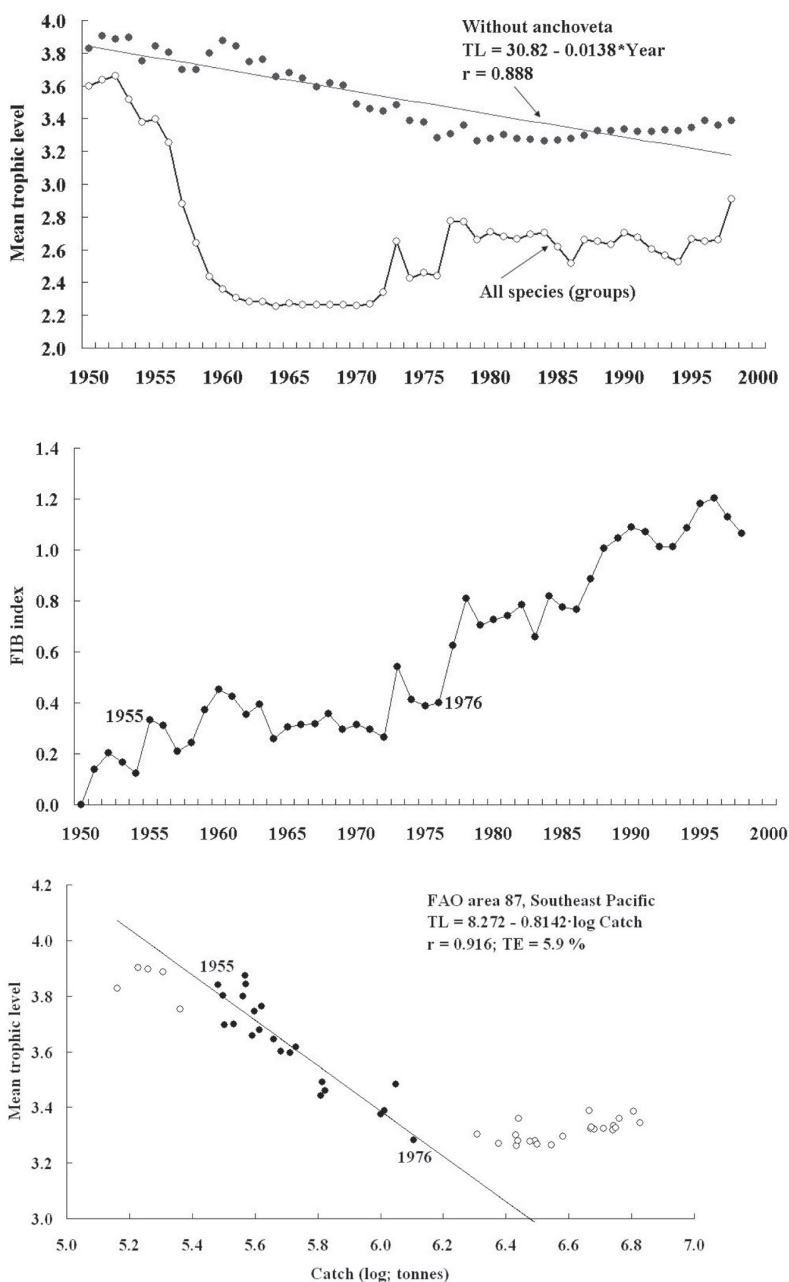 4.0
3.8
3.6
3.4
3.2
3.0
2.8
2.6
2.4
2.2
2.0
Mean trophic level
Without anchoveta
TL = 30.82 - 0.0138*Year
r = 0.888
All species (groups)
1950 1955 1960 1965 1970 1975 1980 1985 1990 1995 2000
1.4
1.2
1.0
0.8
0.6
0.4
0.2
0.0
FIB index
1955
1976
1950 1955 1960 1965 1970 1975 1980 1985 1990 1995 2000
4.2
4.0
3.8
3.6
3.4
3.2
3.0
Mean trophic level
FAO area 87, Southeast Pacific
TL = 8.272 - 0.8142·log Catch
r = 0.916; TE = 5.9 %
1955
1976
5.0 5.2 5.4 5.6 5.8 6.0 6.2 6.4 6.6 6.8 7.0
Catch (log; tonnes)